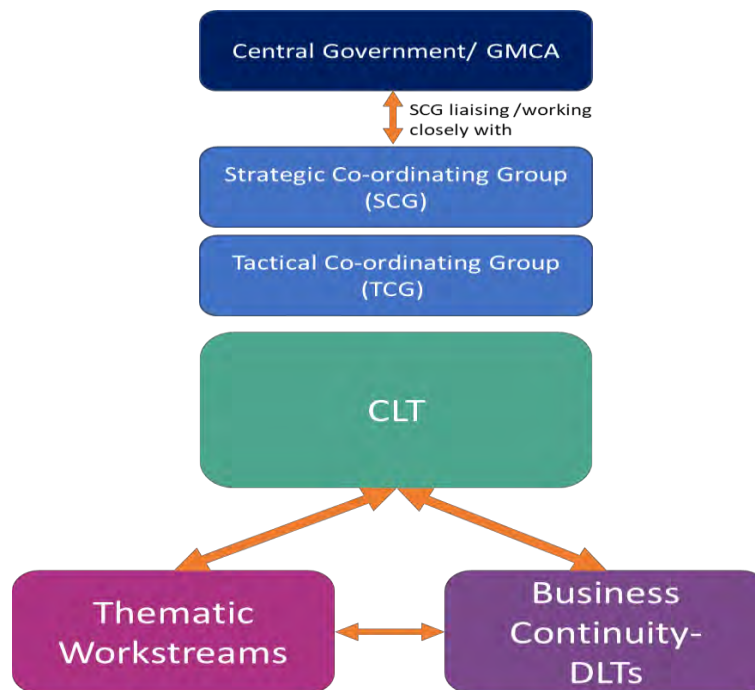 Central Government/ GMCA
SCG liaising /working
closely with
Strategic Co-ordinating Group
(SCG)
Tactical Co-ordinating Group
(TCG)
CLT
Thematic
Workstreams
Business
Continuity-
DLTs